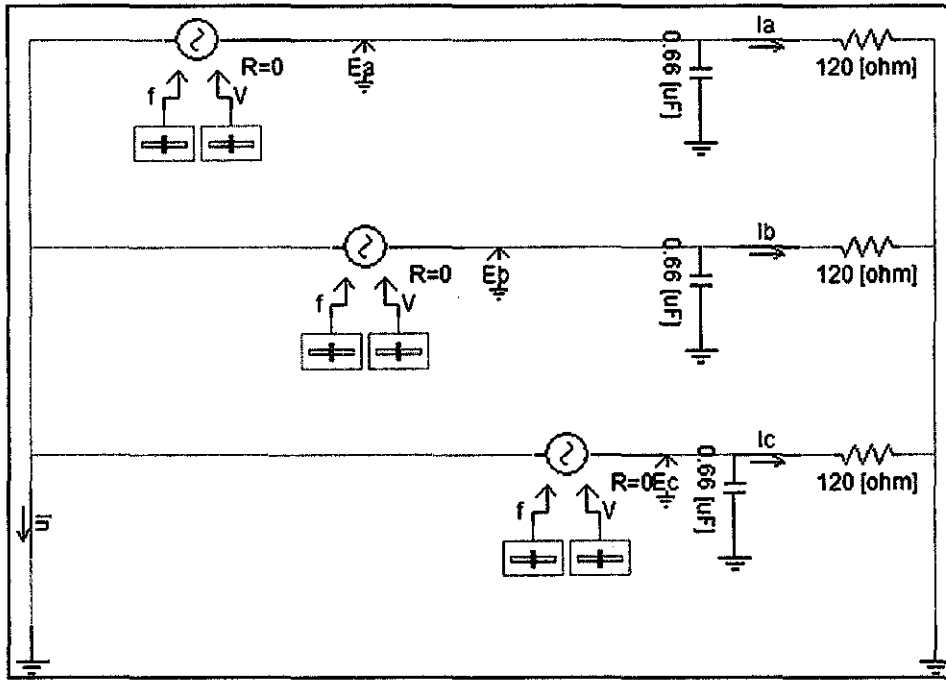 Ia
R=0
Ea
0.66 [uF]
120 [ohm]
f
V
Ib
R=0
Eb
0.66 [uF]
120 [ohm]
f
V
Ic
R=0
Ec
0.66 [uF]
120 [ohm]
f
V
In